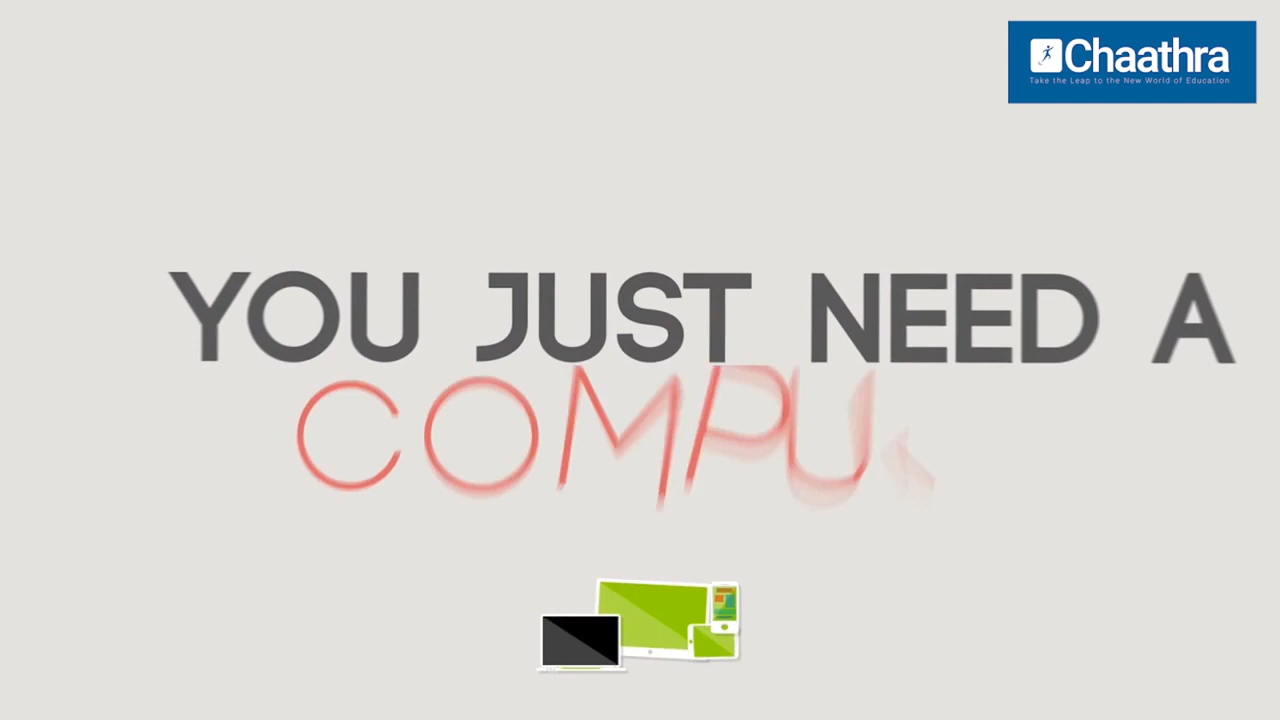 Chaathra
Take the Leap to the New World of Education
YOU JUST NEED A
COMPU